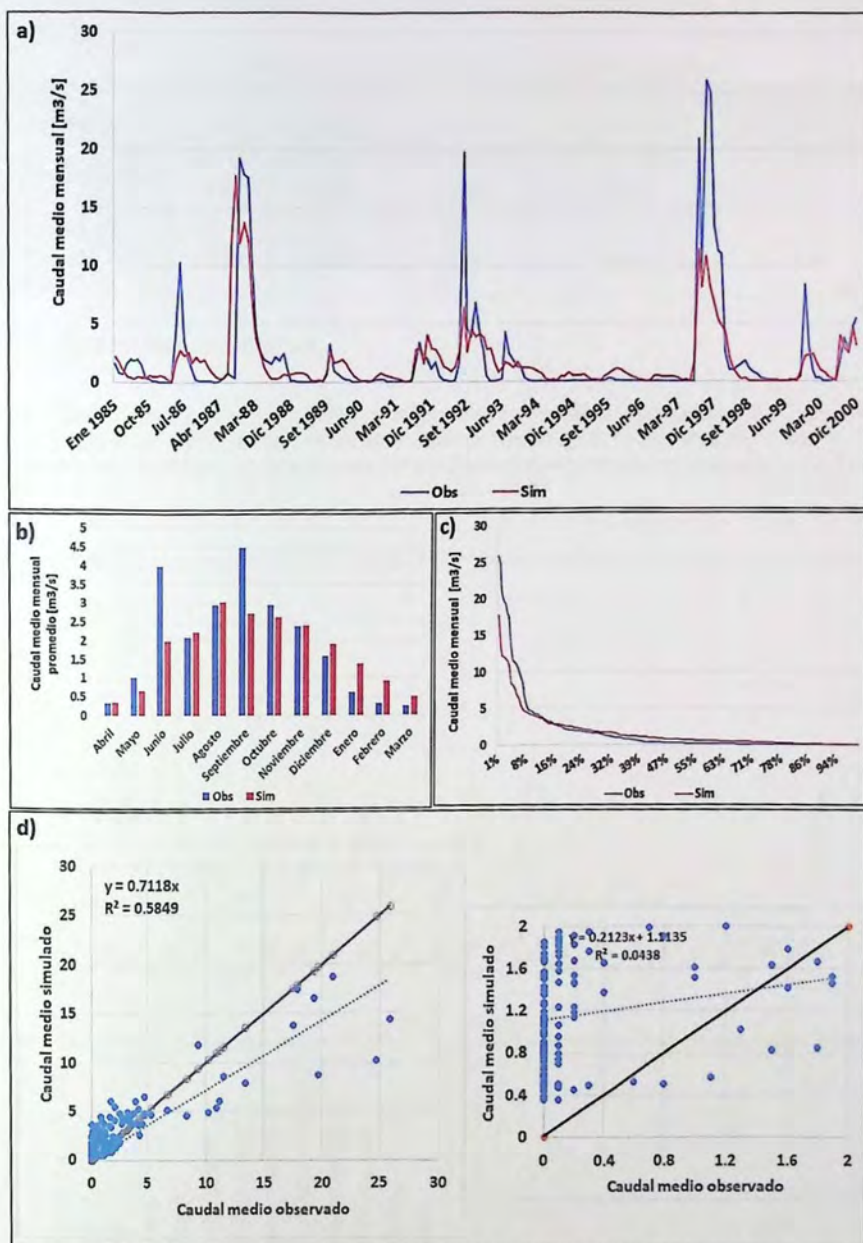 a)
Caudal medio mensual [m3/s]
30
25
20
15
10
5
0
Ene 1985
Oct-85
Jul-86
Abr 1987
Mar-88
Dic 1988
Set 1989
Jun-90
Mar-91
Dic 1991
Set 1992
Jun-93
Mar-94
Dic 1994
Set 1995
Jun-96
Mar-97
Dic 1997
Set 1998
Jun-99
Mar-00
Dic 2000
Obs Sim
b)
Caudal medio mensual
promedio [m3/s]
5
4.5
4
3.5
3
2.5
2
1.5
1
0.5
0
Abril
Mayo
Junio
Julio
Agosto
Septiembre
Octubre
Noviembre
Diciembre
Enero
Febrero
Marzo
Obs Sim
c)
Caudal medio mensual [m3/s]
30
25
20
15
10
5
0
1%
8%
16%
24%
32%
39%
47%
55%
63%
71%
78%
86%
94%
Obs Sim
d)
Caudal medio simulado
30
25
20
15
10
5
0
y = 0.7118x
R² = 0.5849
0 5 10 15 20 25 30
Caudal medio observado
Caudal medio simulado
2
1.6
1.2
0.8
0.4
0
= 0.2123x + 1.1135
R² = 0.0438
0 0.4 0.8 1.2 1.6 2
Caudal medio observado